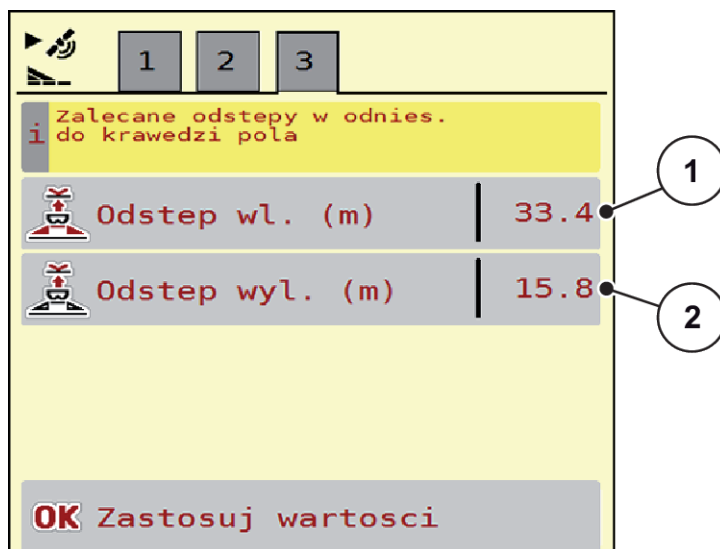 1 2 3
i Zalecane odstepy w odnies.
do krawedzi pola
Odstep wl. (m) 33.4
1
Odstep wyl. (m) 15.8
2
OK Zastosuj wartosci